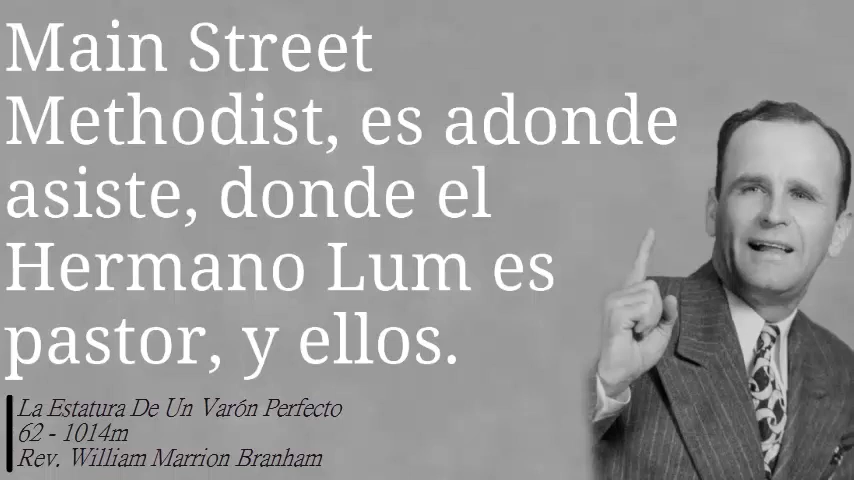 Main Street
Methodist, es adonde
asiste, donde el
Hermano Lum es
pastor, y ellos.
La Estatura De Un Varón Perfecto
62 - 1014m
Rev. William Marrion Branham